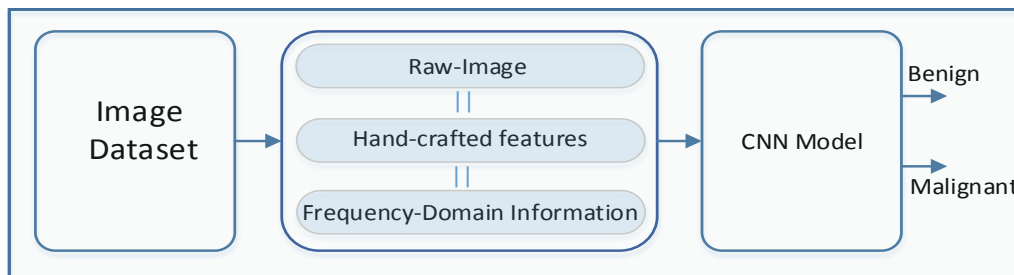 Image
Dataset
Raw-Image
||
Hand-crafted features
||
Frequency-Domain Information
CNN Model
Benign
Malignant